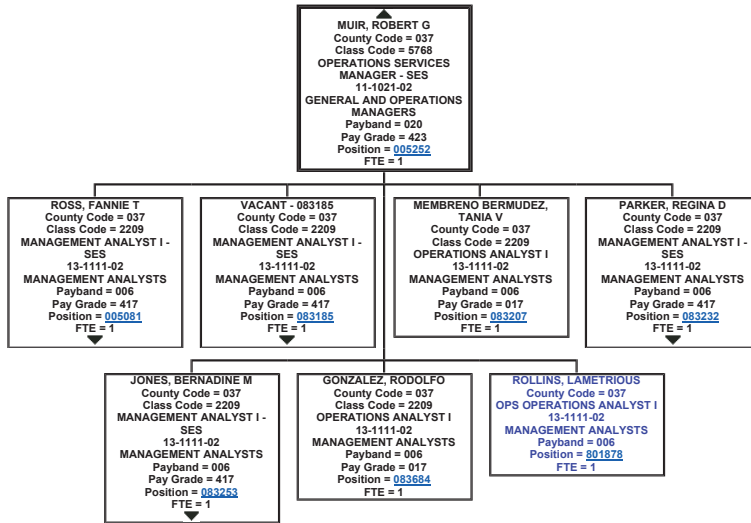 MUIR, ROBERT G
County Code = 037
Class Code = 5768
OPERATIONS SERVICES
MANAGER - SES
11-1021-02
GENERAL AND OPERATIONS
MANAGERS
Payband = 020
Pay Grade = 423
Position = 005252
FTE = 1
ROSS, FANNIE T
County Code = 037
Class Code = 2209
MANAGEMENT ANALYST I -
SES
13-1111-02
MANAGEMENT ANALYSTS
Payband = 006
Pay Grade = 417
Position = 005081
FTE = 1
VACANT - 083185
County Code = 037
Class Code = 2209
MANAGEMENT ANALYST I -
SES
13-1111-02
MANAGEMENT ANALYSTS
Payband = 006
Pay Grade = 417
Position = 083185
FTE = 1
MEMBRENO BERMUDEZ,
TANIA V
County Code = 037
Class Code = 2209
OPERATIONS ANALYST I
13-1111-02
MANAGEMENT ANALYSTS
Payband = 006
Pay Grade = 017
Position = 083207
FTE = 1
PARKER, REGINA D
County Code = 037
Class Code = 2209
MANAGEMENT ANALYST I -
SES
13-1111-02
MANAGEMENT ANALYSTS
Payband = 006
Pay Grade = 417
Position = 083232
FTE = 1
JONES, BERNADINE M
County Code = 037
Class Code = 2209
MANAGEMENT ANALYST I -
SES
13-1111-02
MANAGEMENT ANALYSTS
Payband = 006
Pay Grade = 417
Position = 083253
FTE = 1
GONZALEZ, RODOLFO
County Code = 037
Class Code = 2209
OPERATIONS ANALYST I
13-1111-02
MANAGEMENT ANALYSTS
Payband = 006
Pay Grade = 017
Position = 083684
FTE = 1
ROLLINS, LAMETRIOUS
County Code = 037
OPS OPERATIONS ANALYST I
13-1111-02
MANAGEMENT ANALYSTS
Payband = 006
Position = 801878
FTE = 1